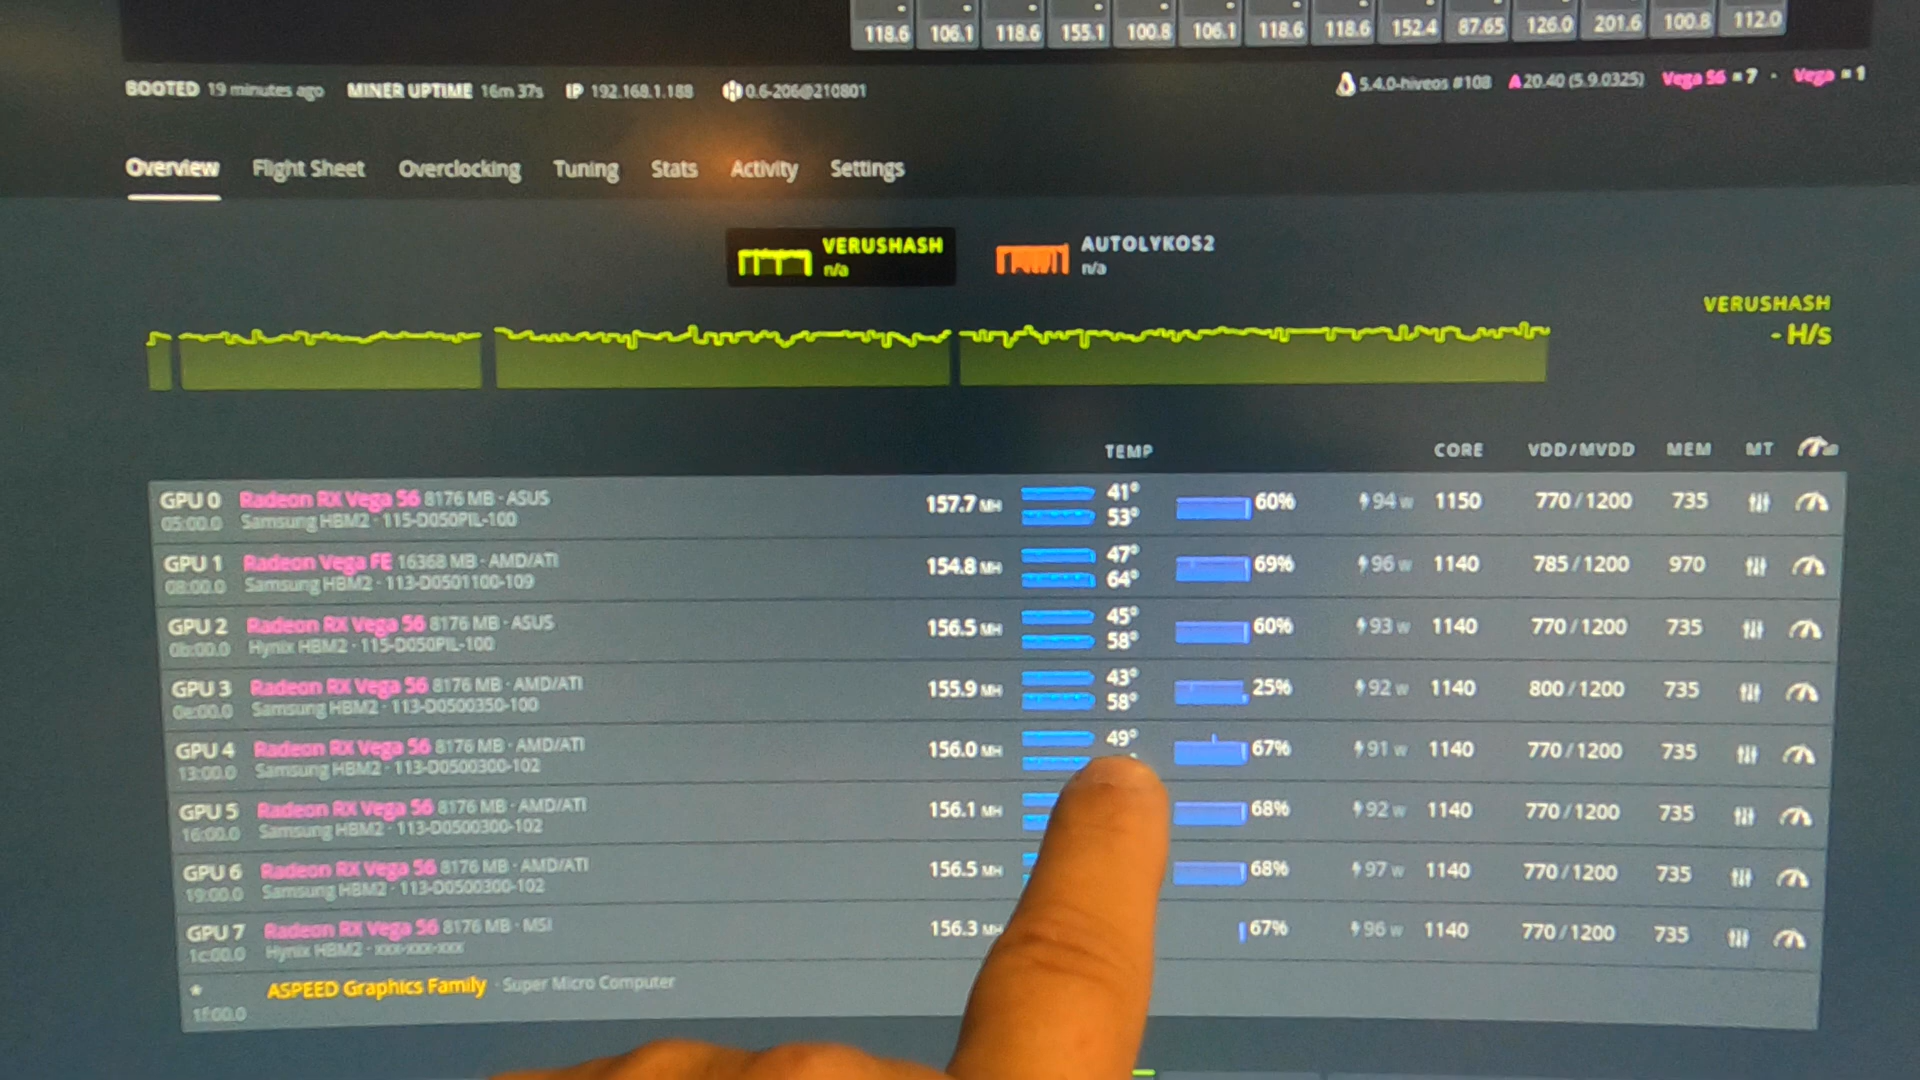 118.6 106.1 118.6 155.1 100.8 106.1 118.6 118.6 152.4 87.65 126.0 201.6 100.8 112.0
BOOTED 19 minutes ago MINER UPTIME 16m 37s IP 192.168.1.188 0.6-206@210801 5.4.0-hiveos #108 A 20.40 (5.9.0325) Vega 56 = 7 · Vega = 1
Overview Flight Sheet Overclocking Tuning Stats Activity Settings
VERUSHASH AUTOLYKOS2
n/a n/a
VERUSHASH
- H/s
TEMP CORE VDD/MVDD MEM MT
GPU 0 Radeon RX Vega 56 8176 MB · ASUS 157.7 MH 41° 60% 94 w 1150 770 / 1200 735
05:00.0 Samsung HBM2 · 115-D050PIL-100 53°
GPU 1 Radeon Vega FE 16368 MB · AMD/ATI 154.8 MH 47° 69% 96 w 1140 785 / 1200 970
08:00.0 Samsung HBM2 · 113-D0501100-109 64°
GPU 2 Radeon RX Vega 56 8176 MB · ASUS 156.5 MH 45° 60% 93 w 1140 770 / 1200 735
0b:00.0 Hynix HBM2 · 115-D050PIL-100 58°
GPU 3 Radeon RX Vega 56 8176 MB · AMD/ATI 155.9 MH 43° 25% 92 w 1140 800 / 1200 735
0e:00.0 Samsung HBM2 · 113-D0500350-100 58°
GPU 4 Radeon RX Vega 56 8176 MB · AMD/ATI 156.0 MH 49° 67% 91 w 1140 770 / 1200 735
13:00.0 Samsung HBM2 · 113-D0500300-102
GPU 5 Radeon RX Vega 56 8176 MB · AMD/ATI 156.1 MH 68% 92 w 1140 770 / 1200 735
16:00.0 Samsung HBM2 · 113-D0500300-102
GPU 6 Radeon RX Vega 56 8176 MB · AMD/ATI 156.5 MH 68% 97 w 1140 770 / 1200 735
19:00.0 Samsung HBM2 · 113-D0500300-102
GPU 7 Radeon RX Vega 56 8176 MB · MSI 156.3 MH 67% 96 w 1140 770 / 1200 735
1c:00.0 Hynix HBM2 · xxx-xxx-xxx
* ASPEED Graphics Family · Super Micro Computer
1f:00.0